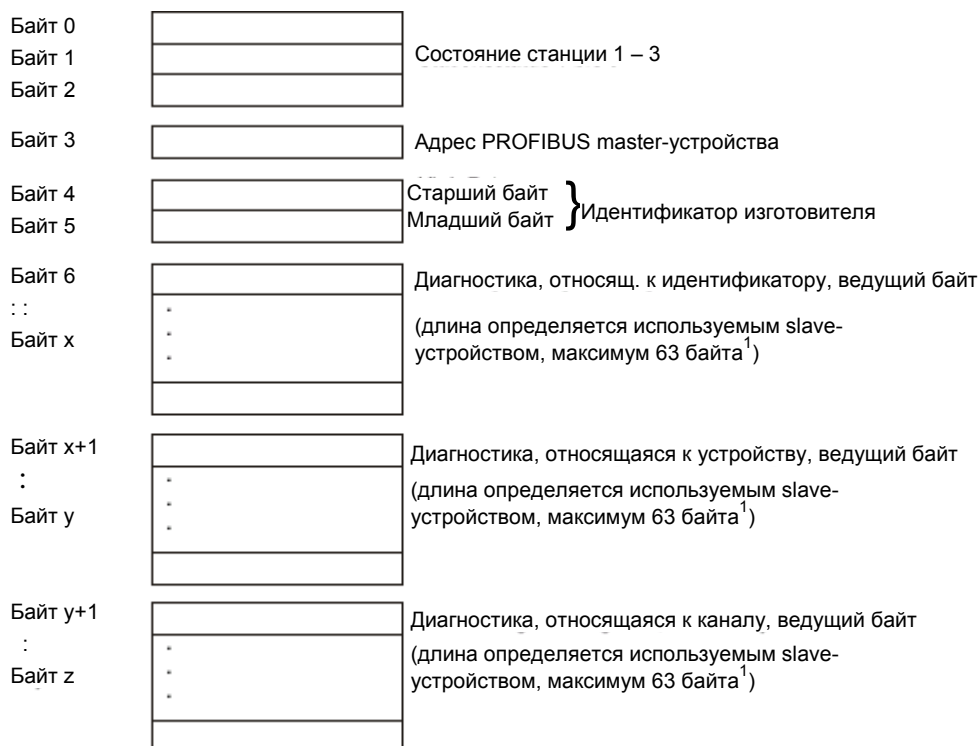 Байт 0
Байт 1
Состояние станции 1 – 3
Байт 2
Байт 3
Адрес PROFIBUS master-устройства
Байт 4
Старший байт
Байт 5
Младший байт
} Идентификатор изготовителя
Байт 6
Диагностика, относящ. к идентификатору, ведущий байт
: :
Байт x
(длина определяется используемым slave-
устройством, максимум 63 байта¹)
Байт x+1
Диагностика, относящаяся к устройству, ведущий байт
:
(длина определяется используемым slave-
Байт y
устройством, максимум 63 байта¹)
Байт y+1
Диагностика, относящаяся к каналу, ведущий байт
:
(длина определяется используемым slave-
Байт z
устройством, максимум 63 байта¹)